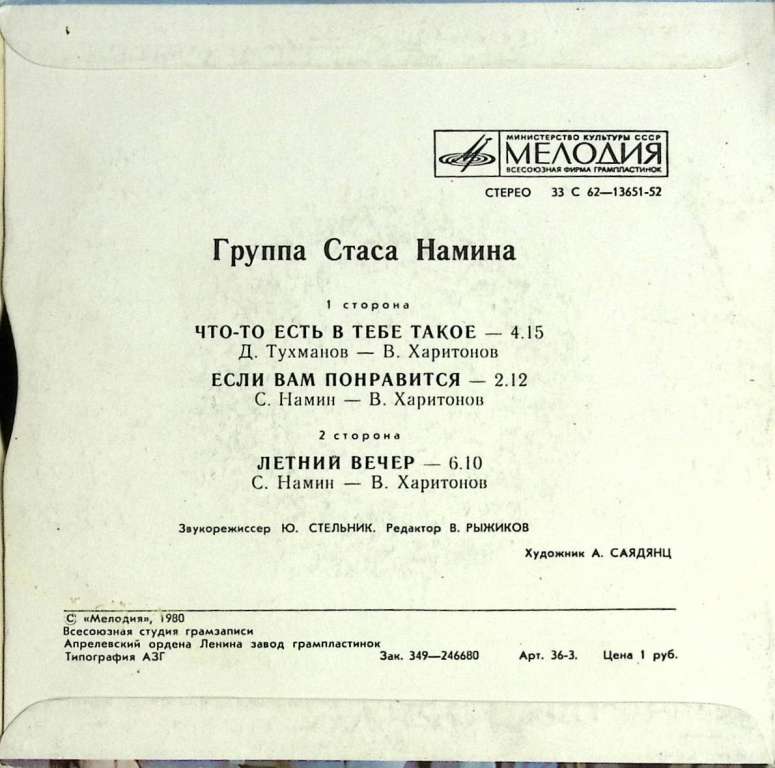 МИНИСТЕРСТВО КУЛЬТУРЫ СССР
МЕЛОДИЯ
ВСЕСОЮЗНАЯ ФИРМА ГРАМПЛАСТИНОК
СТЕРЕО 33 С 62—13651-52
Группа Стаса Намина
1 сторона
ЧТО-ТО ЕСТЬ В ТЕБЕ ТАКОЕ — 4.15
Д. Тухманов — В. Харитонов
ЕСЛИ ВАМ ПОНРАВИТСЯ — 2.12
С. Намин — В. Харитонов
2 сторона
ЛЕТНИЙ ВЕЧЕР — 6.10
С. Намин — В. Харитонов
Звукорежиссер Ю. СТЕЛЬНИК. Редактор В. РЫЖИКОВ
Художник А. САЯДЯНЦ
© «Мелодия», 1980
Всесоюзная студия грамзаписи
Апрелевский ордена Ленина завод грампластинок
Типография АЗГ Зак. 349—246680 Арт. 36-3. Цена 1 руб.